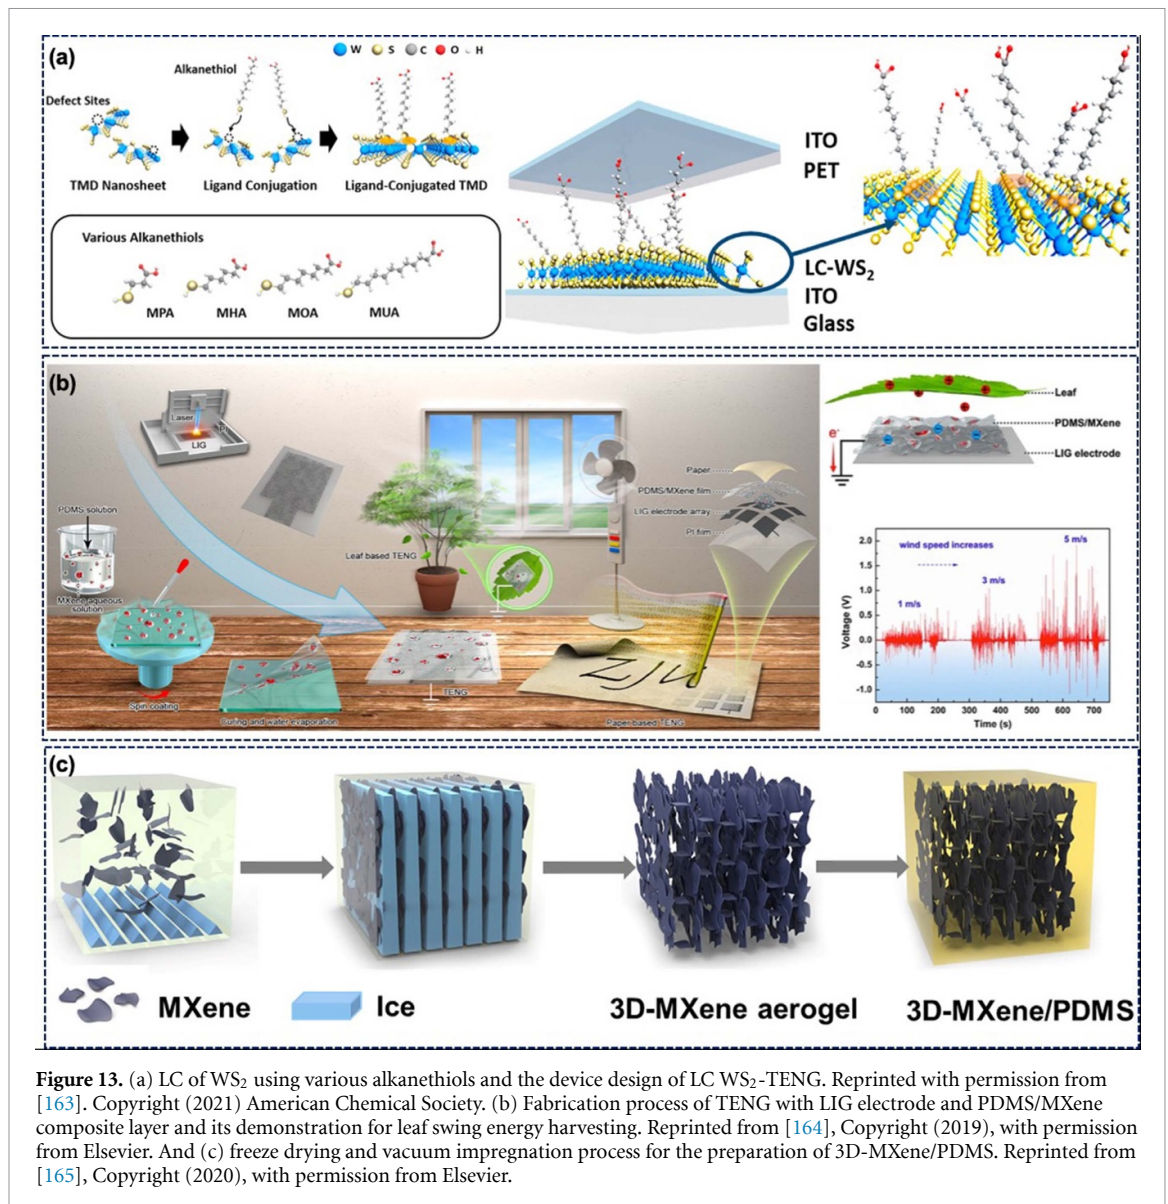 (a)
W S C O H
Alkanethiol
Defect Sites
TMD Nanosheet
Ligand Conjugation
Ligand-Conjugated TMD
Various Alkanethiols
MPA
MHA
MOA
MUA
ITO
PET
LC-WS₂
ITO
Glass
(b)
Laser
PI
LIG
PDMS solution
MXene aqueous
solution
Spin coating
Curing and water evaporation
Leaf based TENG
TENG
Paper
PDMS/MXene film
LIG electrode array
PI film
ZJU
Paper based TENG
Leaf
PDMS/MXene
LIG electrode
e⁻
Voltage (V)
2.0
1.5
1.0
0.5
0.0
-0.5
-1.0
wind speed increases
1 m/s
3 m/s
5 m/s
0 100 200 300 400 500 600 700
Time (s)
(c)
MXene
Ice
3D-MXene aerogel
3D-MXene/PDMS
Figure 13. (a) LC of WS₂ using various alkanethiols and the device design of LC WS₂-TENG. Reprinted with permission from
[163]. Copyright (2021) American Chemical Society. (b) Fabrication process of TENG with LIG electrode and PDMS/MXene
composite layer and its demonstration for leaf swing energy harvesting. Reprinted from [164], Copyright (2019), with permission
from Elsevier. And (c) freeze drying and vacuum impregnation process for the preparation of 3D-MXene/PDMS. Reprinted from
[165], Copyright (2020), with permission from Elsevier.